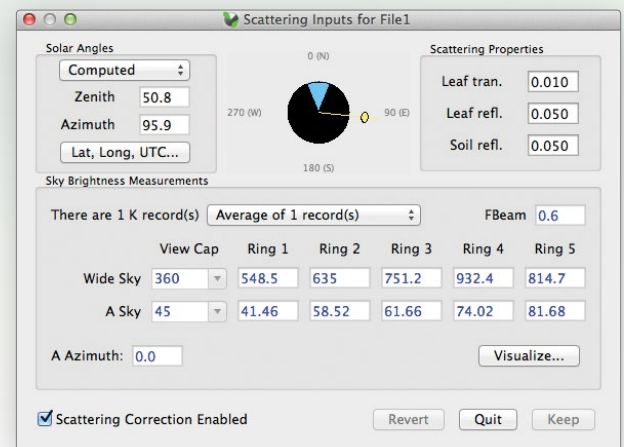 Scattering Inputs for File1
Solar Angles
Computed
Zenith 50.8
Azimuth 95.9
Lat, Long, UTC...
0 (N)
270 (W) 90 (E)
180 (S)
Scattering Properties
Leaf tran. 0.010
Leaf refl. 0.050
Soil refl. 0.050
Sky Brightness Measurements
There are 1 K record(s) Average of 1 record(s) FBeam 0.6
View Cap Ring 1 Ring 2 Ring 3 Ring 4 Ring 5
Wide Sky 360 548.5 635 751.2 932.4 814.7
A Sky 45 41.46 58.52 61.66 74.02 81.68
A Azimuth: 0.0 Visualize...
Scattering Correction Enabled Revert Quit Keep